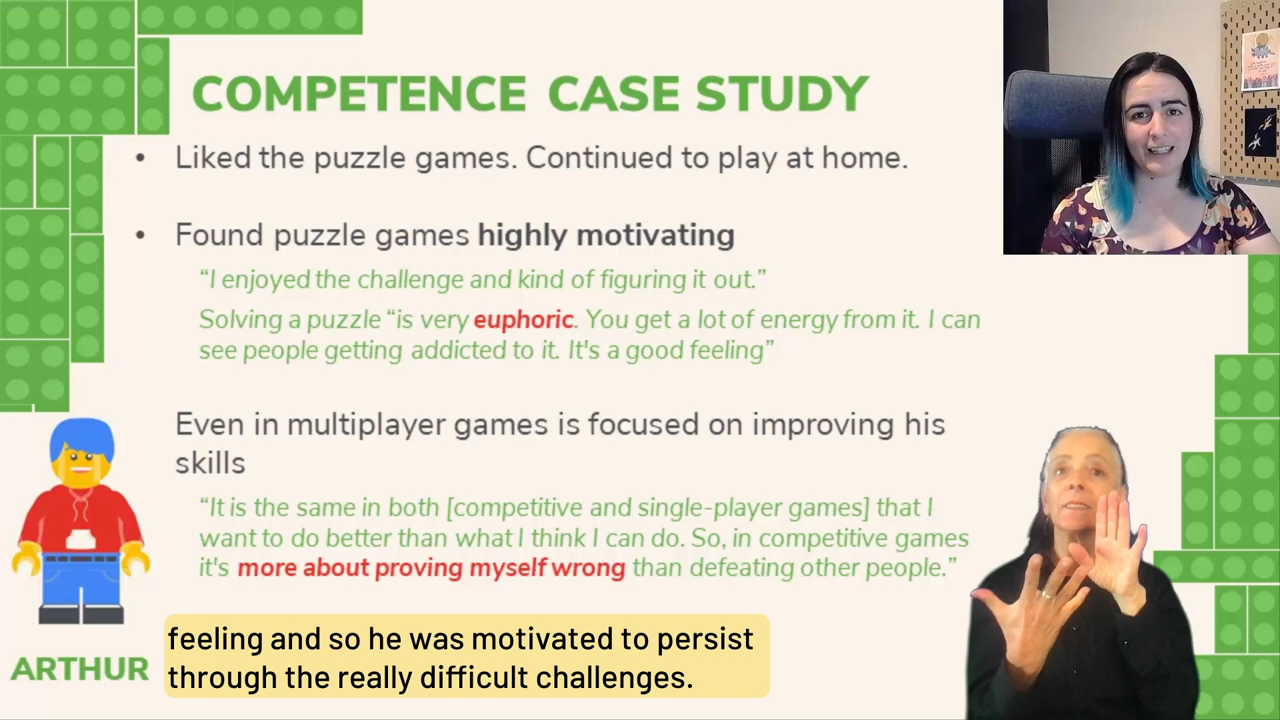 COMPETENCE CASE STUDY
• Liked the puzzle games. Continued to play at home.
• Found puzzle games highly motivating
“I enjoyed the challenge and kind of figuring it out.”
Solving a puzzle “is very euphoric. You get a lot of energy from it. I can
see people getting addicted to it. It's a good feeling”
Even in multiplayer games is focused on improving his
skills
“It is the same in both [competitive and single-player games] that I
want to do better than what I think I can do. So, in competitive games
it's more about proving myself wrong than defeating other people.”
ARTHUR
feeling and so he was motivated to persist
through the really difficult challenges.